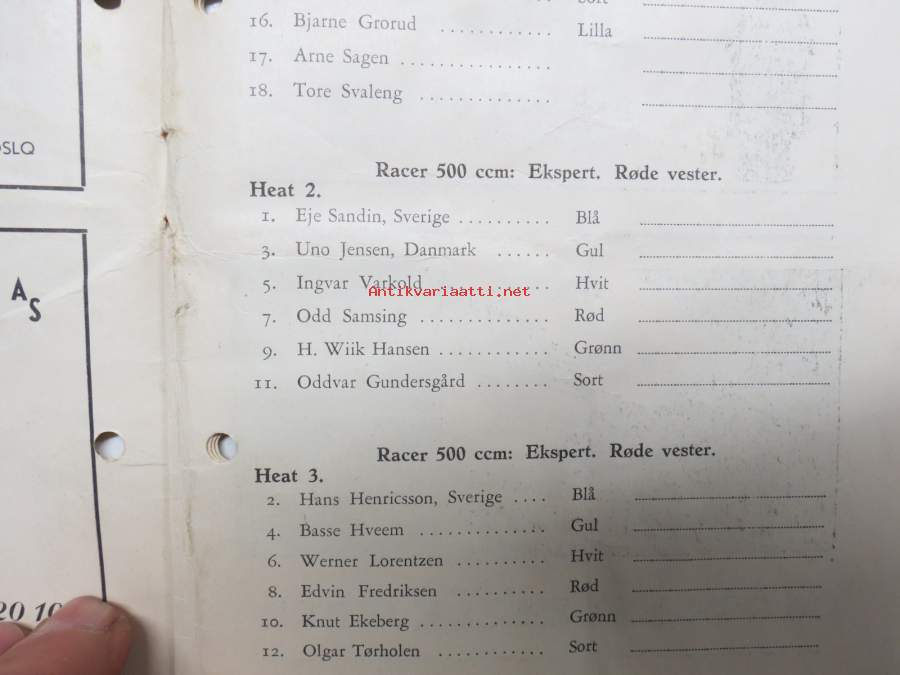 16. Bjarne Grorud ............ Lilla
17. Arne Sagen ................
18. Tore Svaleng ..............
OSLO
Racer 500 ccm: Ekspert. Røde vester.
Heat 2.
1. Eje Sandin, Sverige .......... Blå
3. Uno Jensen, Danmark ...... Gul
5. Ingvar Varkold ............ Hvit
Antikvariaatti.net
7. Odd Samsing .............. Rød
9. H. Wiik Hansen ............ Grønn
11. Oddvar Gundersgård ........ Sort
AS
Racer 500 ccm: Ekspert. Røde vester.
Heat 3.
2. Hans Henricsson, Sverige .... Blå
4. Basse Hveem .............. Gul
6. Werner Lorentzen .......... Hvit
8. Edvin Fredriksen .......... Rød
10. Knut Ekeberg .............. Grønn
12. Olgar Tørholen ............ Sort
20 10